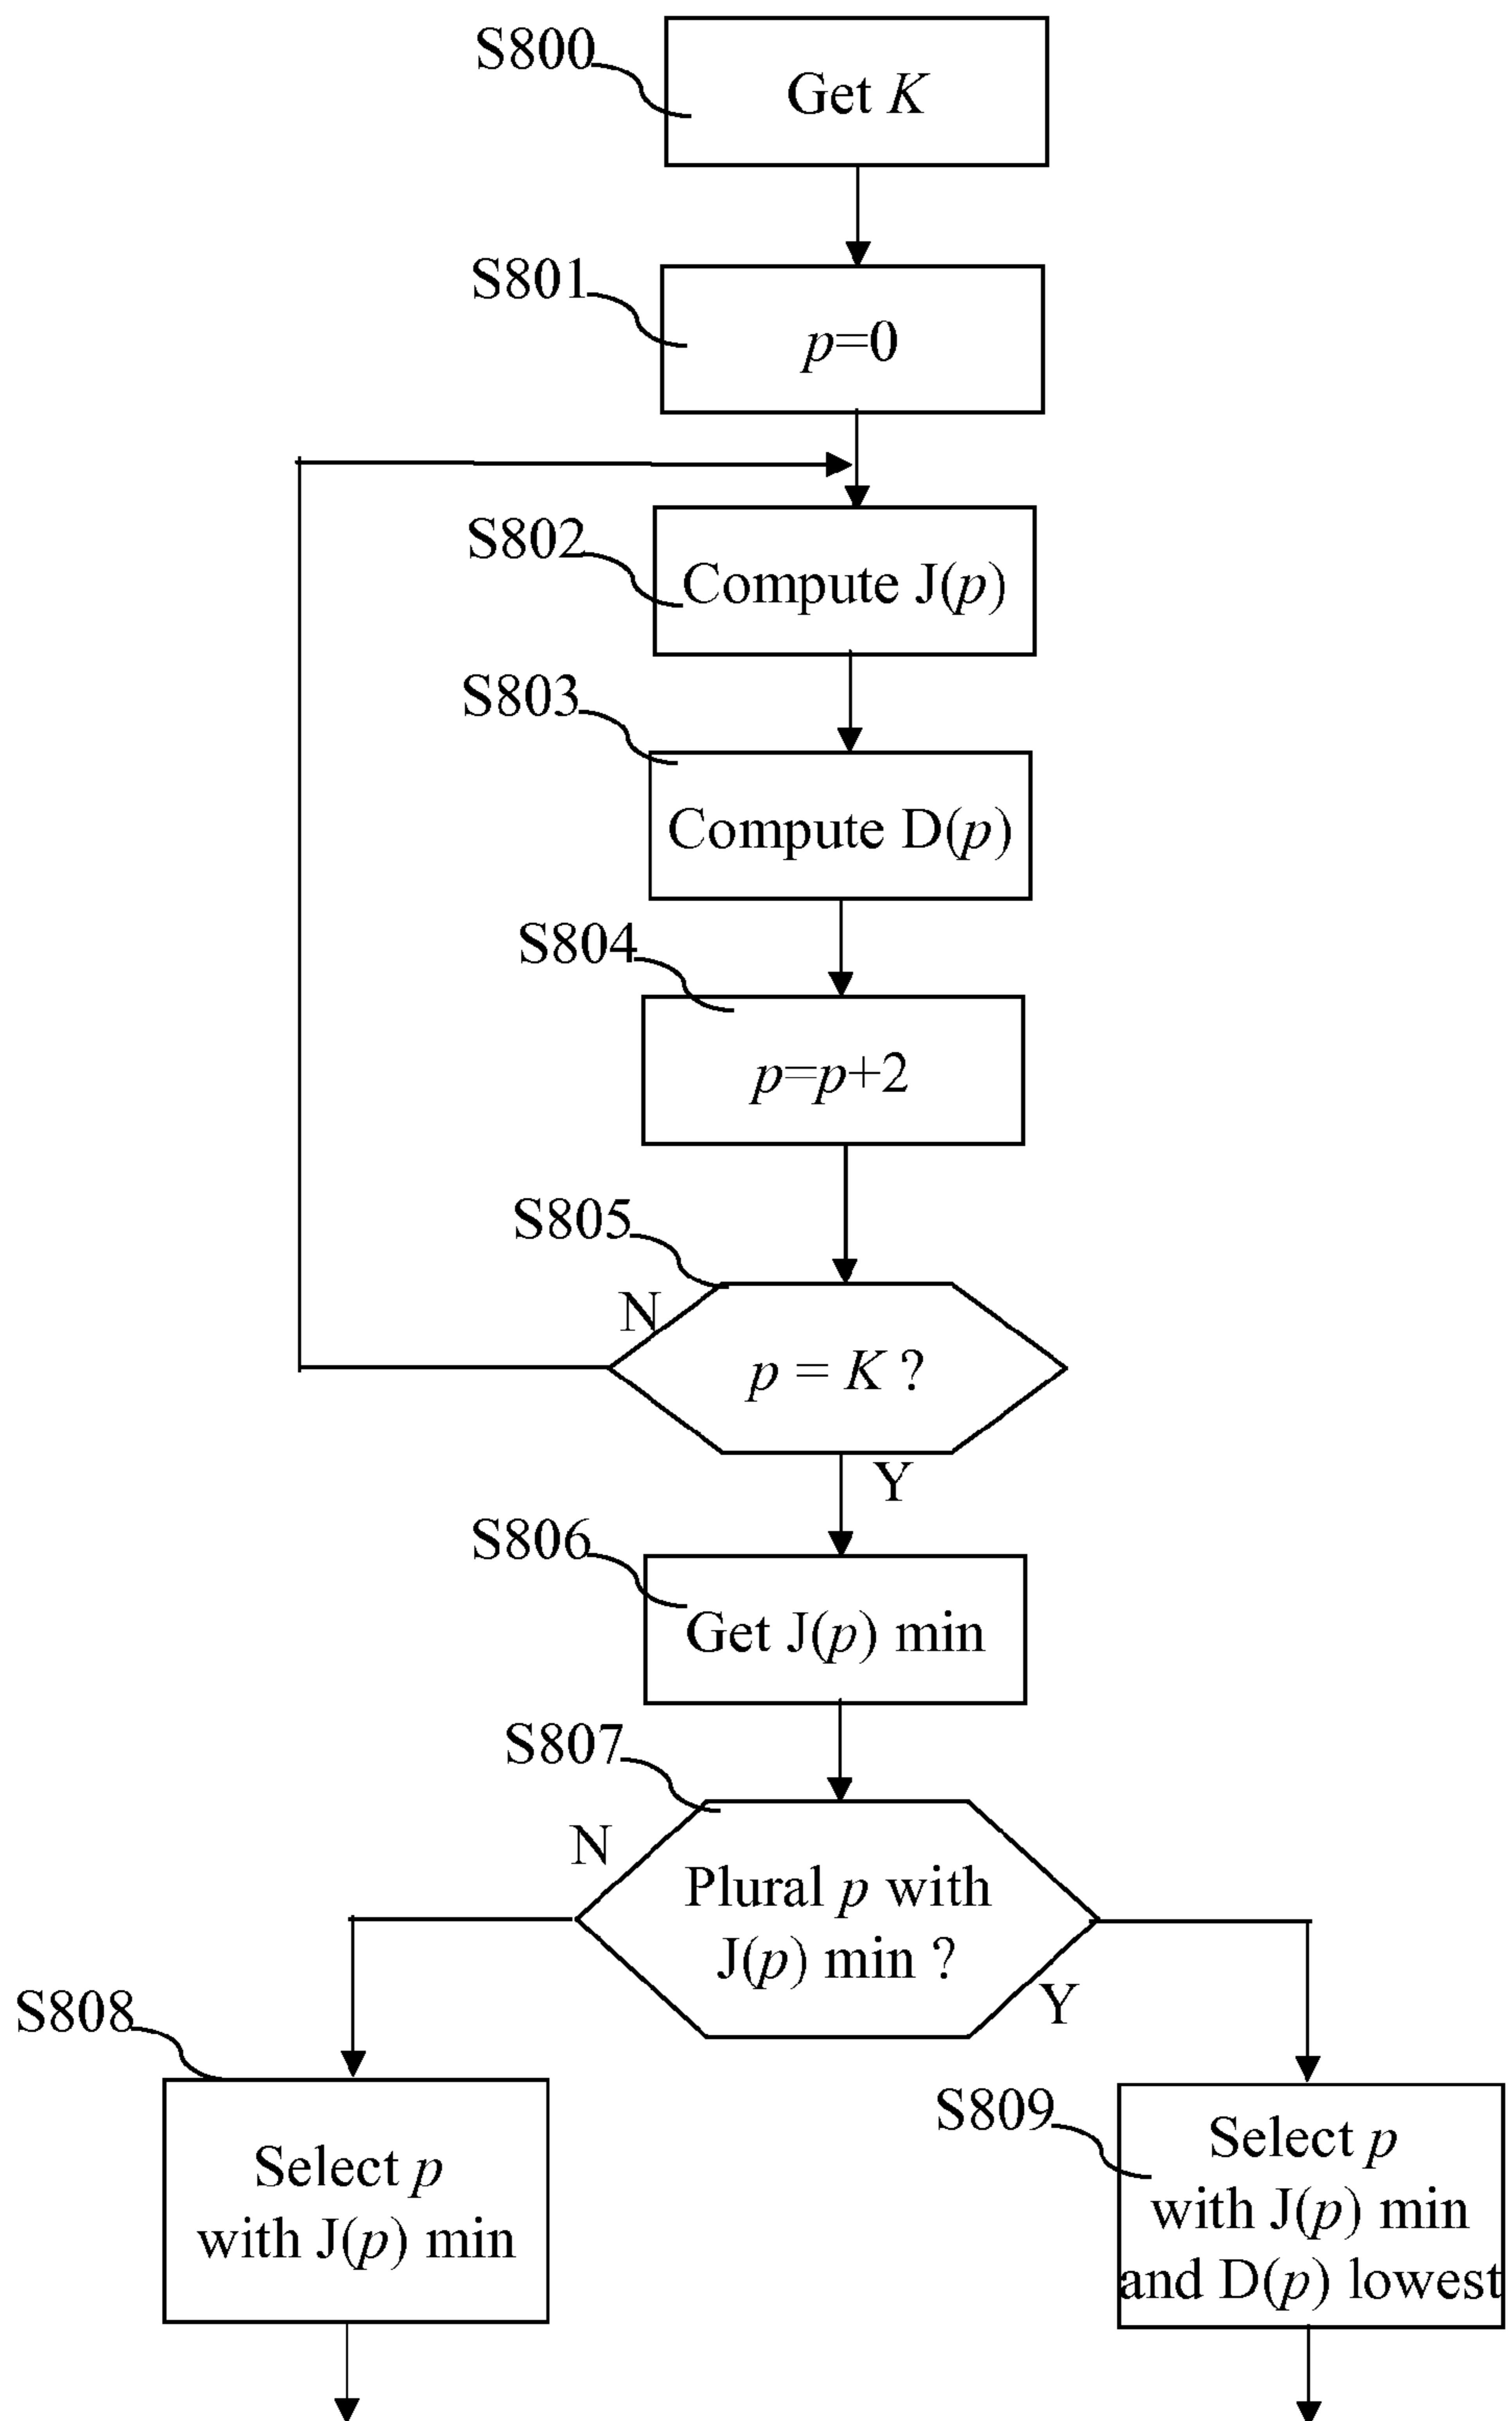 S800
Get K
S801
p=0
S802
Compute J(p)
S803
Compute D(p)
S804
p=p+2
S805
N
p = K ?
Y
S806
Get J(p) min
S807
N
Plural p with
J(p) min ?
Y
S808
Select p
with J(p) min
S809
Select p
with J(p) min
and D(p) lowest